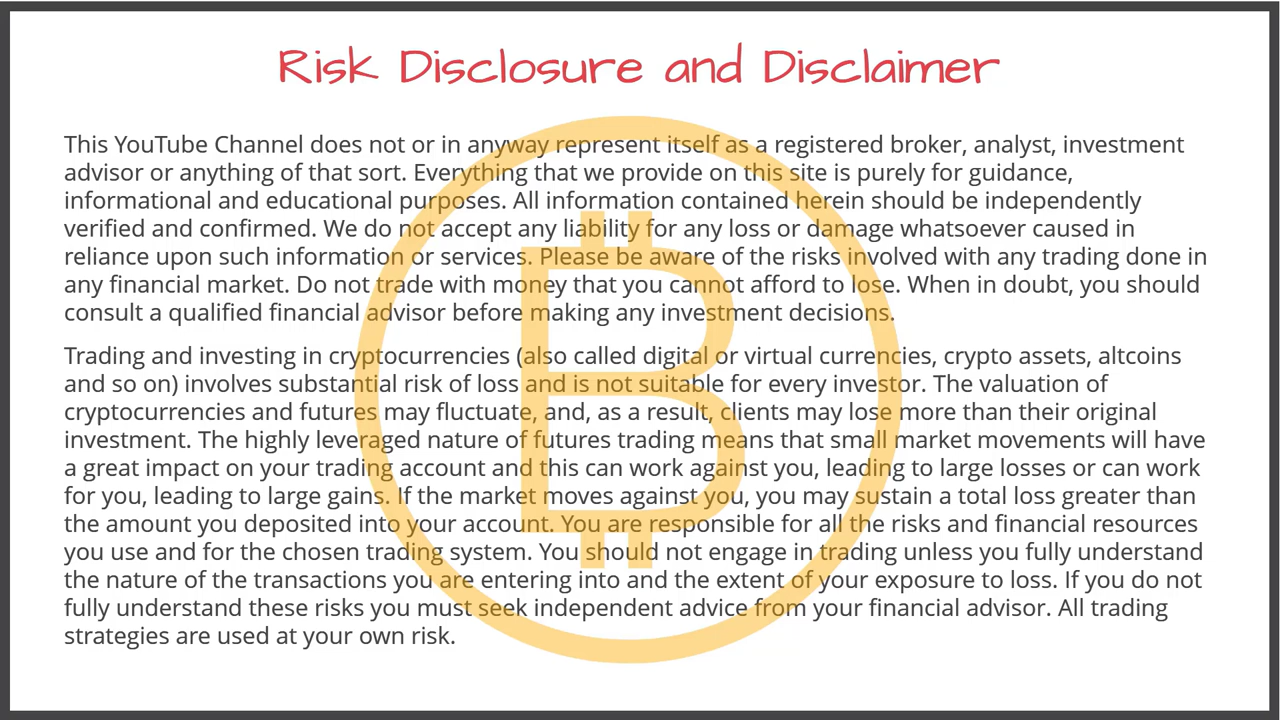 Risk Disclosure and Disclaimer
This YouTube Channel does not or in anyway represent itself as a registered broker, analyst, investment
advisor or anything of that sort. Everything that we provide on this site is purely for guidance,
informational and educational purposes. All information contained herein should be independently
verified and confirmed. We do not accept any liability for any loss or damage whatsoever caused in
reliance upon such information or services. Please be aware of the risks involved with any trading done in
any financial market. Do not trade with money that you cannot afford to lose. When in doubt, you should
consult a qualified financial advisor before making any investment decisions.
Trading and investing in cryptocurrencies (also called digital or virtual currencies, crypto assets, altcoins
and so on) involves substantial risk of loss and is not suitable for every investor. The valuation of
cryptocurrencies and futures may fluctuate, and, as a result, clients may lose more than their original
investment. The highly leveraged nature of futures trading means that small market movements will have
a great impact on your trading account and this can work against you, leading to large losses or can work
for you, leading to large gains. If the market moves against you, you may sustain a total loss greater than
the amount you deposited into your account. You are responsible for all the risks and financial resources
you use and for the chosen trading system. You should not engage in trading unless you fully understand
the nature of the transactions you are entering into and the extent of your exposure to loss. If you do not
fully understand these risks you must seek independent advice from your financial advisor. All trading
strategies are used at your own risk.